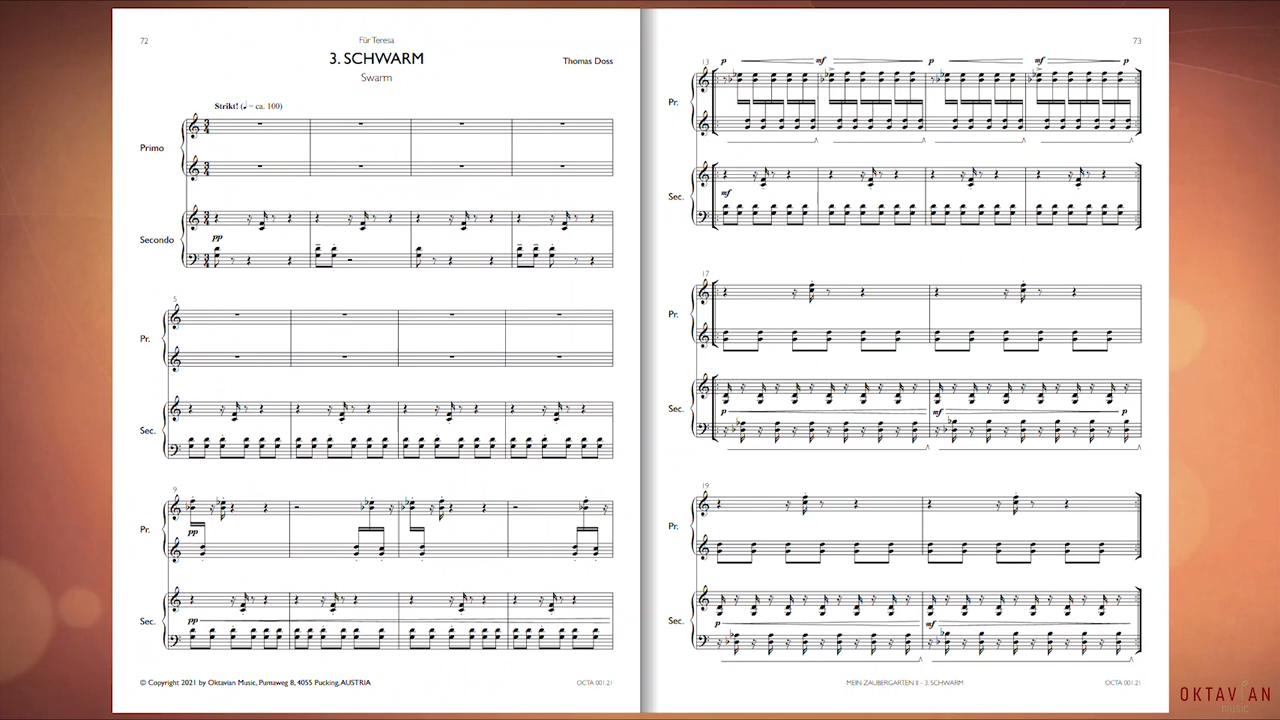 72
Für Teresa
3. SCHWARM
Swarm
Thomas Doss
Strikt! (♩ = ca. 100)
Primo
Secondo
pp
5
Pr.
Sec.
9
Pr.
pp
Sec.
pp
© Copyright 2021 by Oktavian Music, Pumaweg 8, 4055 Pucking, AUSTRIA
OCTA 001.21
73
13
p mf p mf p
Pr.
Sec.
mf
17
Pr.
Sec.
p mf p
19
Pr.
Sec.
p mf
MEIN ZAUBERGARTEN II - 3. SCHWARM
OCTA 001.21
OKTAVIAN
music